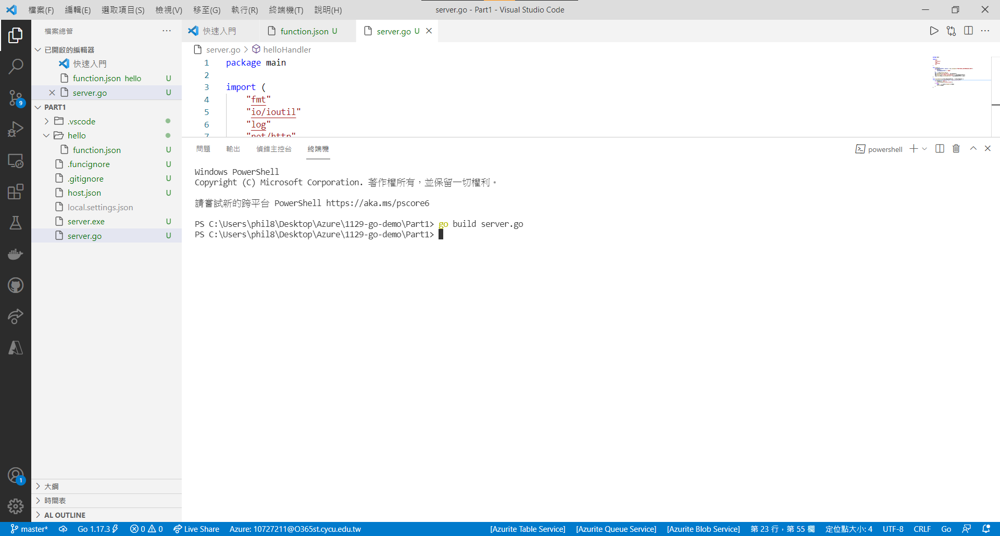 檔案(F) 編輯(E) 選取項目(S) 檢視(V) 移至(G) 執行(R) 終端機(T) 說明(H) server.go - Part1 - Visual Studio Code
檔案總管
已開啟的編輯器
快速入門
function.json hello U
server.go U
PART1
.vscode
hello
function.json U
.funcignore U
.gitignore U
host.json U
local.settings.json
server.exe U
server.go U
大綱
時間表
AL OUTLINE
9
1
快速入門 function.json U server.go U
server.go > helloHandler
1 package main
2
3 import (
4 "fmt"
5 "io/ioutil"
6 "log"
7 "net/http"
問題 輸出 偵錯主控台 終端機 powershell
Windows PowerShell
Copyright (C) Microsoft Corporation. 著作權所有，並保留一切權利。
請嘗試新的跨平台 PowerShell https://aka.ms/pscore6
PS C:\Users\phil8\Desktop\Azure\1129-go-demo\Part1> go build server.go
PS C:\Users\phil8\Desktop\Azure\1129-go-demo\Part1>
master* Go 1.17.3 0 0 Live Share Azure: 10727211@O365st.cycu.edu.tw [Azurite Table Service] [Azurite Queue Service] [Azurite Blob Service] 第 23 行，第 55 欄 定位點大小: 4 UTF-8 CRLF Go